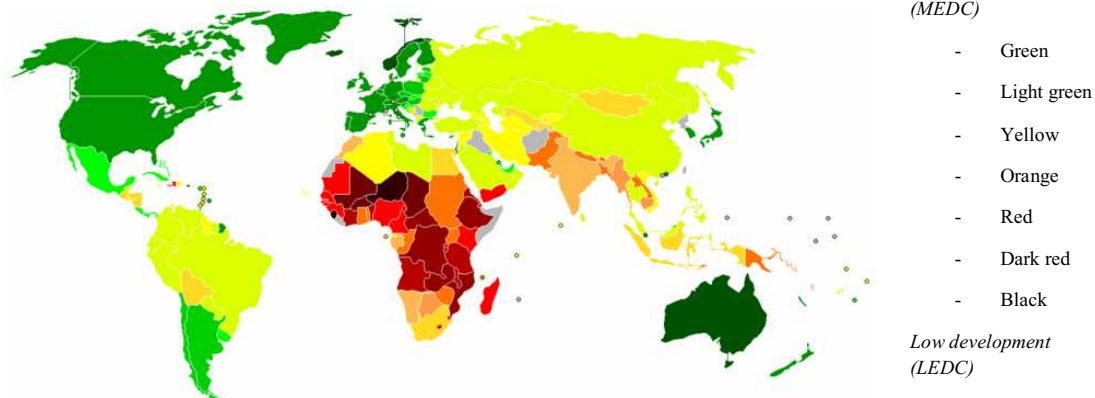 (MEDC)
- Green
- Light green
- Yellow
- Orange
- Red
- Dark red
- Black
Low development
(LEDC)